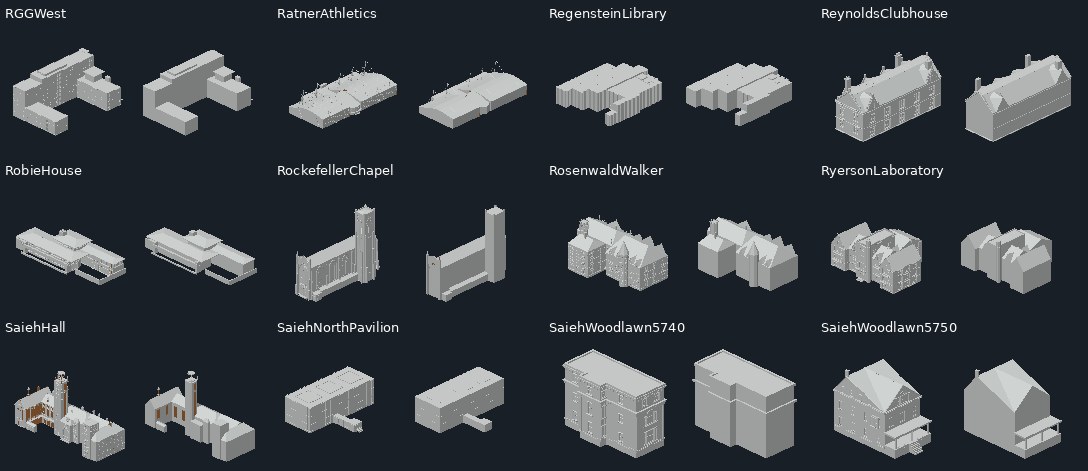 RGGWest
RatnerAthletics
RegensteinLibrary
ReynoldsClubhouse
RobieHouse
RockefellerChapel
RosenwaldWalker
RyersonLaboratory
SaiehHall
SaiehNorthPavilion
SaiehWoodlawn5740
SaiehWoodlawn5750